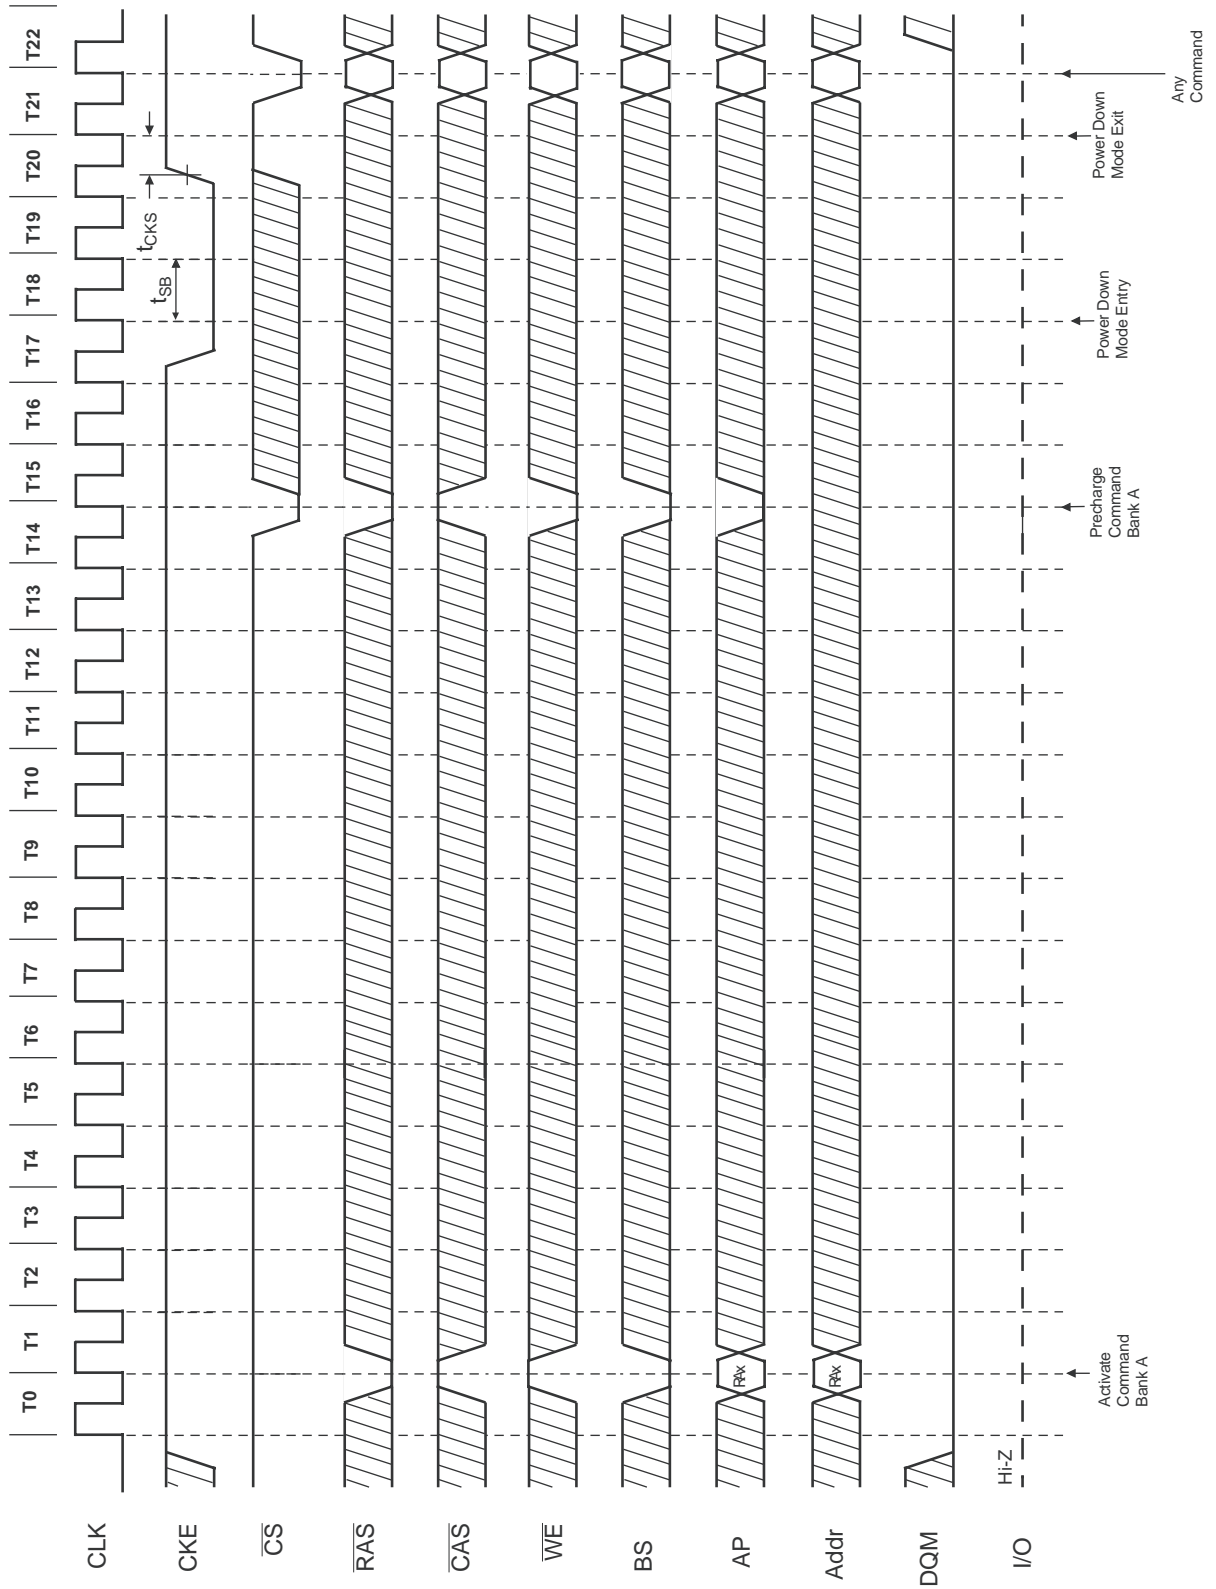 T0 T1 T2 T3 T4 T5 T6 T7 T8 T9 T10 T11 T12 T13 T14 T15 T16 T17 T18 T19 T20 T21 T22
CLK
CKE
tSB
tCKS
CS
RAS
CAS
WE
BS
AP
RAx
Addr
RAx
DQM
I/O
Hi-Z
Activate
Command
Bank A
Precharge
Command
Bank A
Power Down
Mode Entry
Power Down
Mode Exit
Any
Command